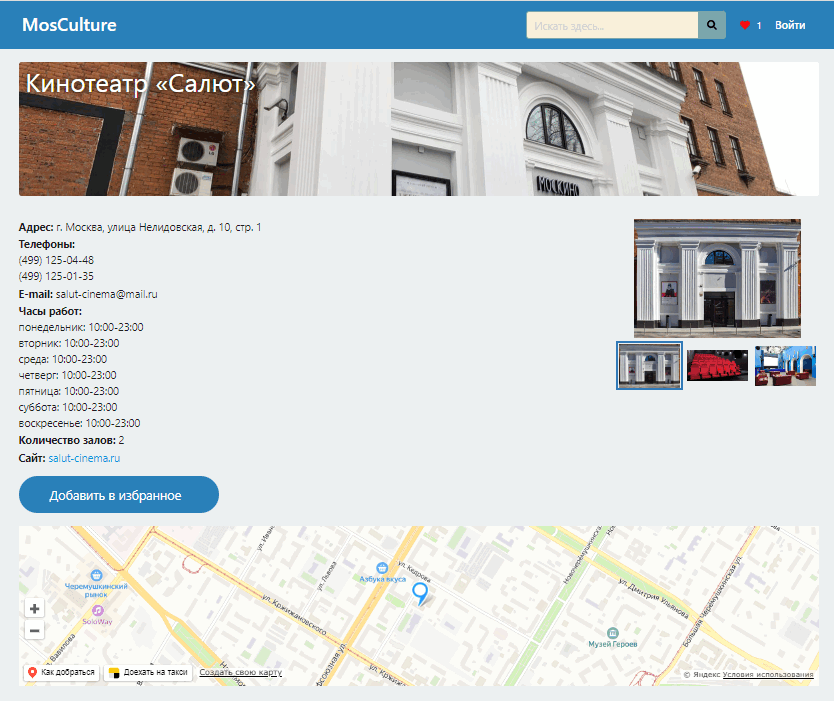 MosCulture
Искать здесь...
1
Войти
Кинотеатр «Салют»
МОСКИНО
Адрес: г. Москва, улица Нелидовская, д. 10, стр. 1
Телефоны:
(499) 125-04-48
(499) 125-01-35
E-mail: salut-cinema@mail.ru
Часы работ:
понедельник: 10:00-23:00
вторник: 10:00-23:00
среда: 10:00-23:00
четверг: 10:00-23:00
пятница: 10:00-23:00
суббота: 10:00-23:00
воскресенье: 10:00-23:00
Количество залов: 2
Сайт: salut-cinema.ru
Добавить в избранное
ул. Ивана
ул. Львова
Азбука вкуса
ул. Кедрова
Новочерёмушкинская
Большая Черёмушкинская ул.
ул. Дмитрия Ульянова
Черемушкинский
рынок
SoloWay
ул. Кржижановского
Музей Героев
ул. Вавилова
ул. Кржи
+
−
Как добраться
Доехать на такси
Создать свою карту
© Яндекс Условия использования